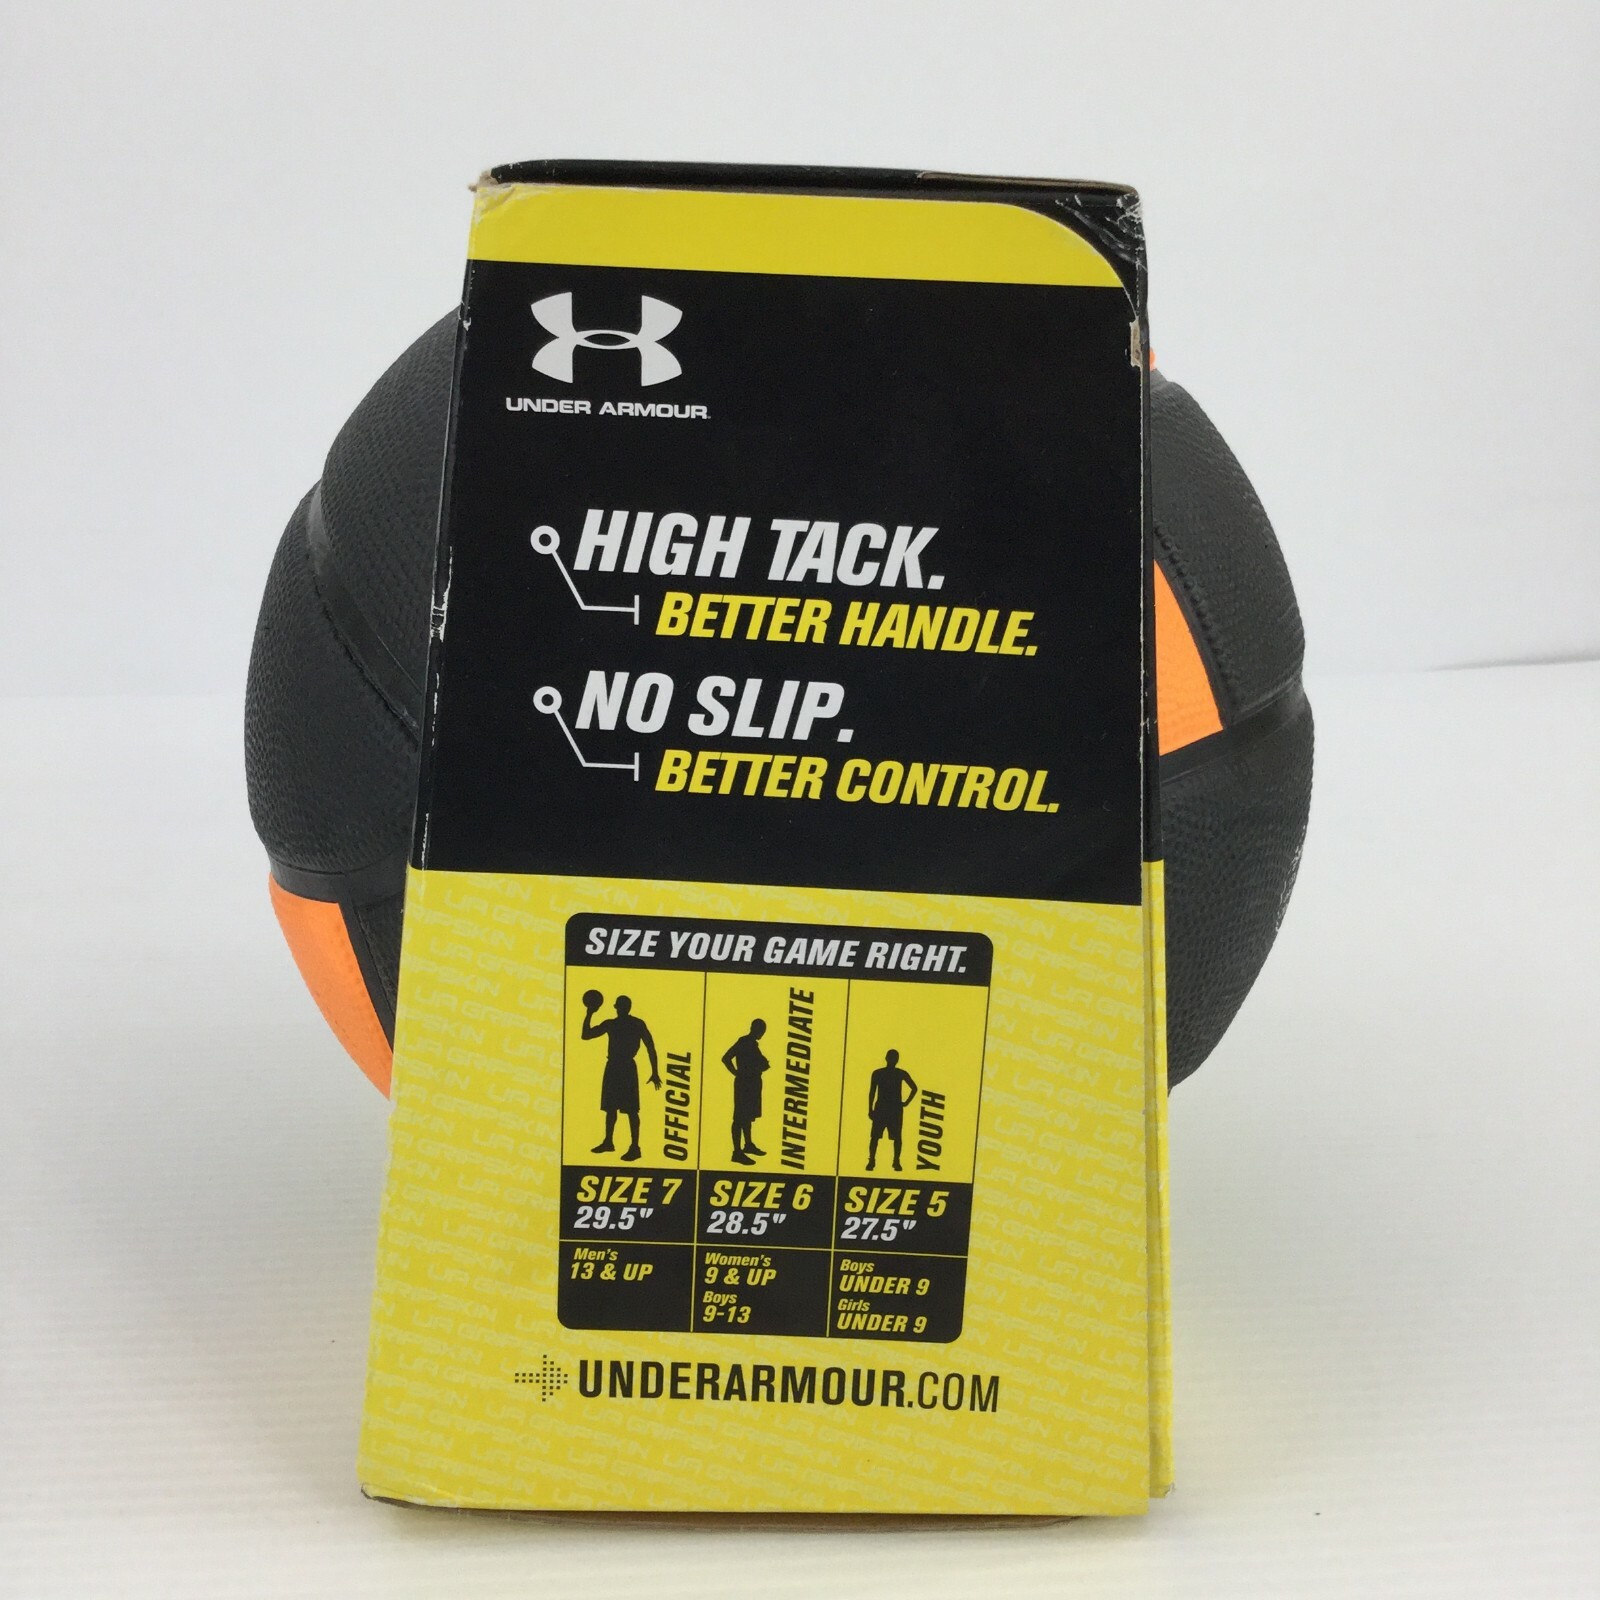 UNDER ARMOUR.
HIGH TACK.
BETTER HANDLE.
NO SLIP.
BETTER CONTROL.
SIZE YOUR GAME RIGHT.
OFFICIAL
SIZE 7
29.5"
Men's
13 & UP
INTERMEDIATE
SIZE 6
28.5"
Women's
9 & UP
Boys
9-13
YOUTH
SIZE 5
27.5"
Boys
UNDER 9
Girls
UNDER 9
UNDERARMOUR.COM
UA GRIPSKIN